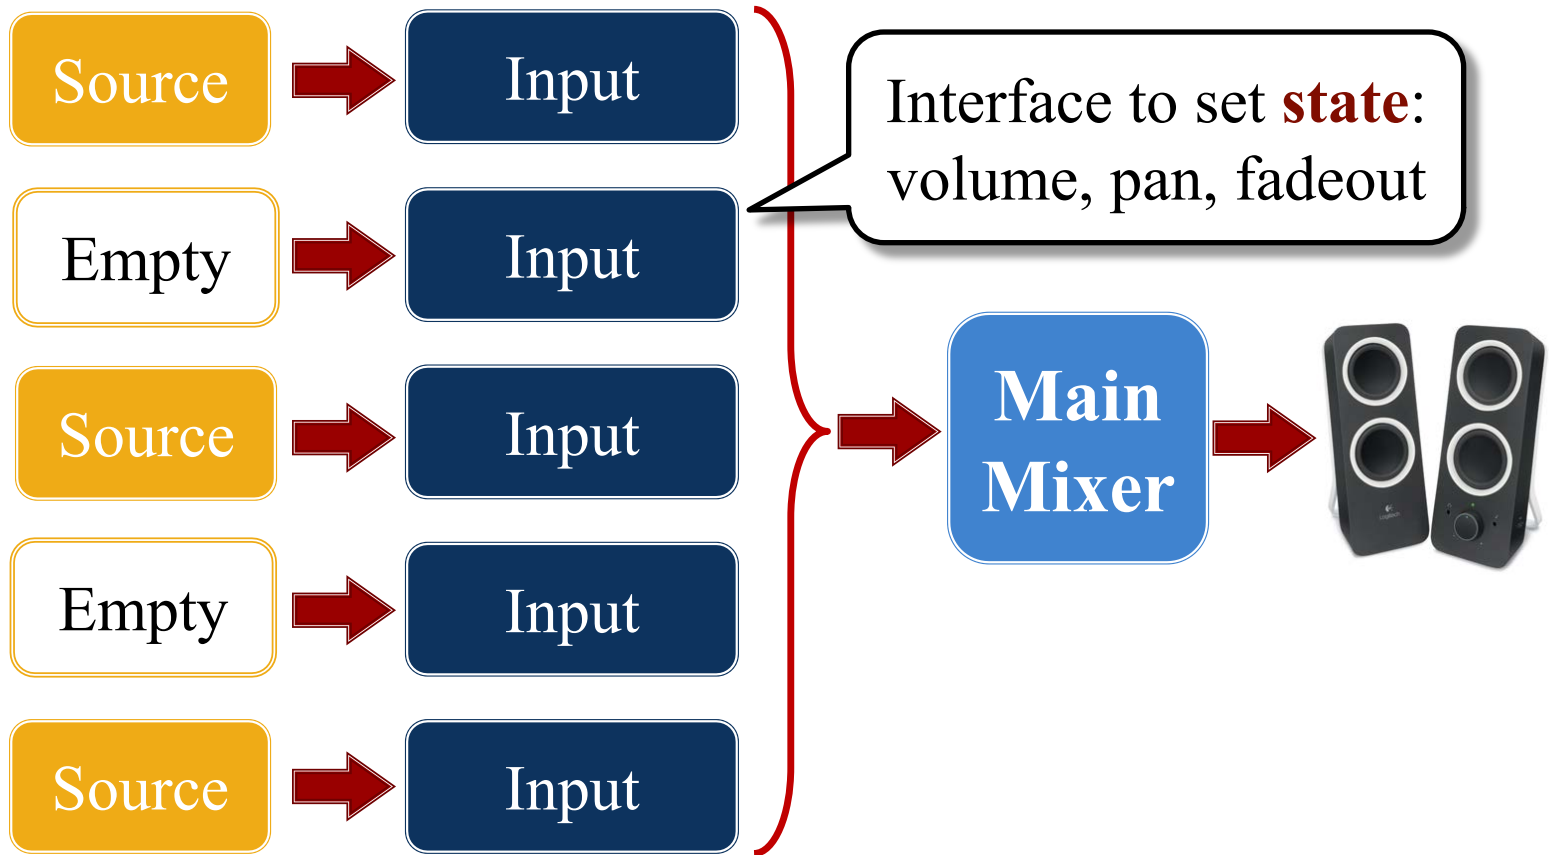 Source
Input
Interface to set state:
volume, pan, fadeout
Empty
Input
Source
Input
Main
Mixer
Empty
Input
Source
Input